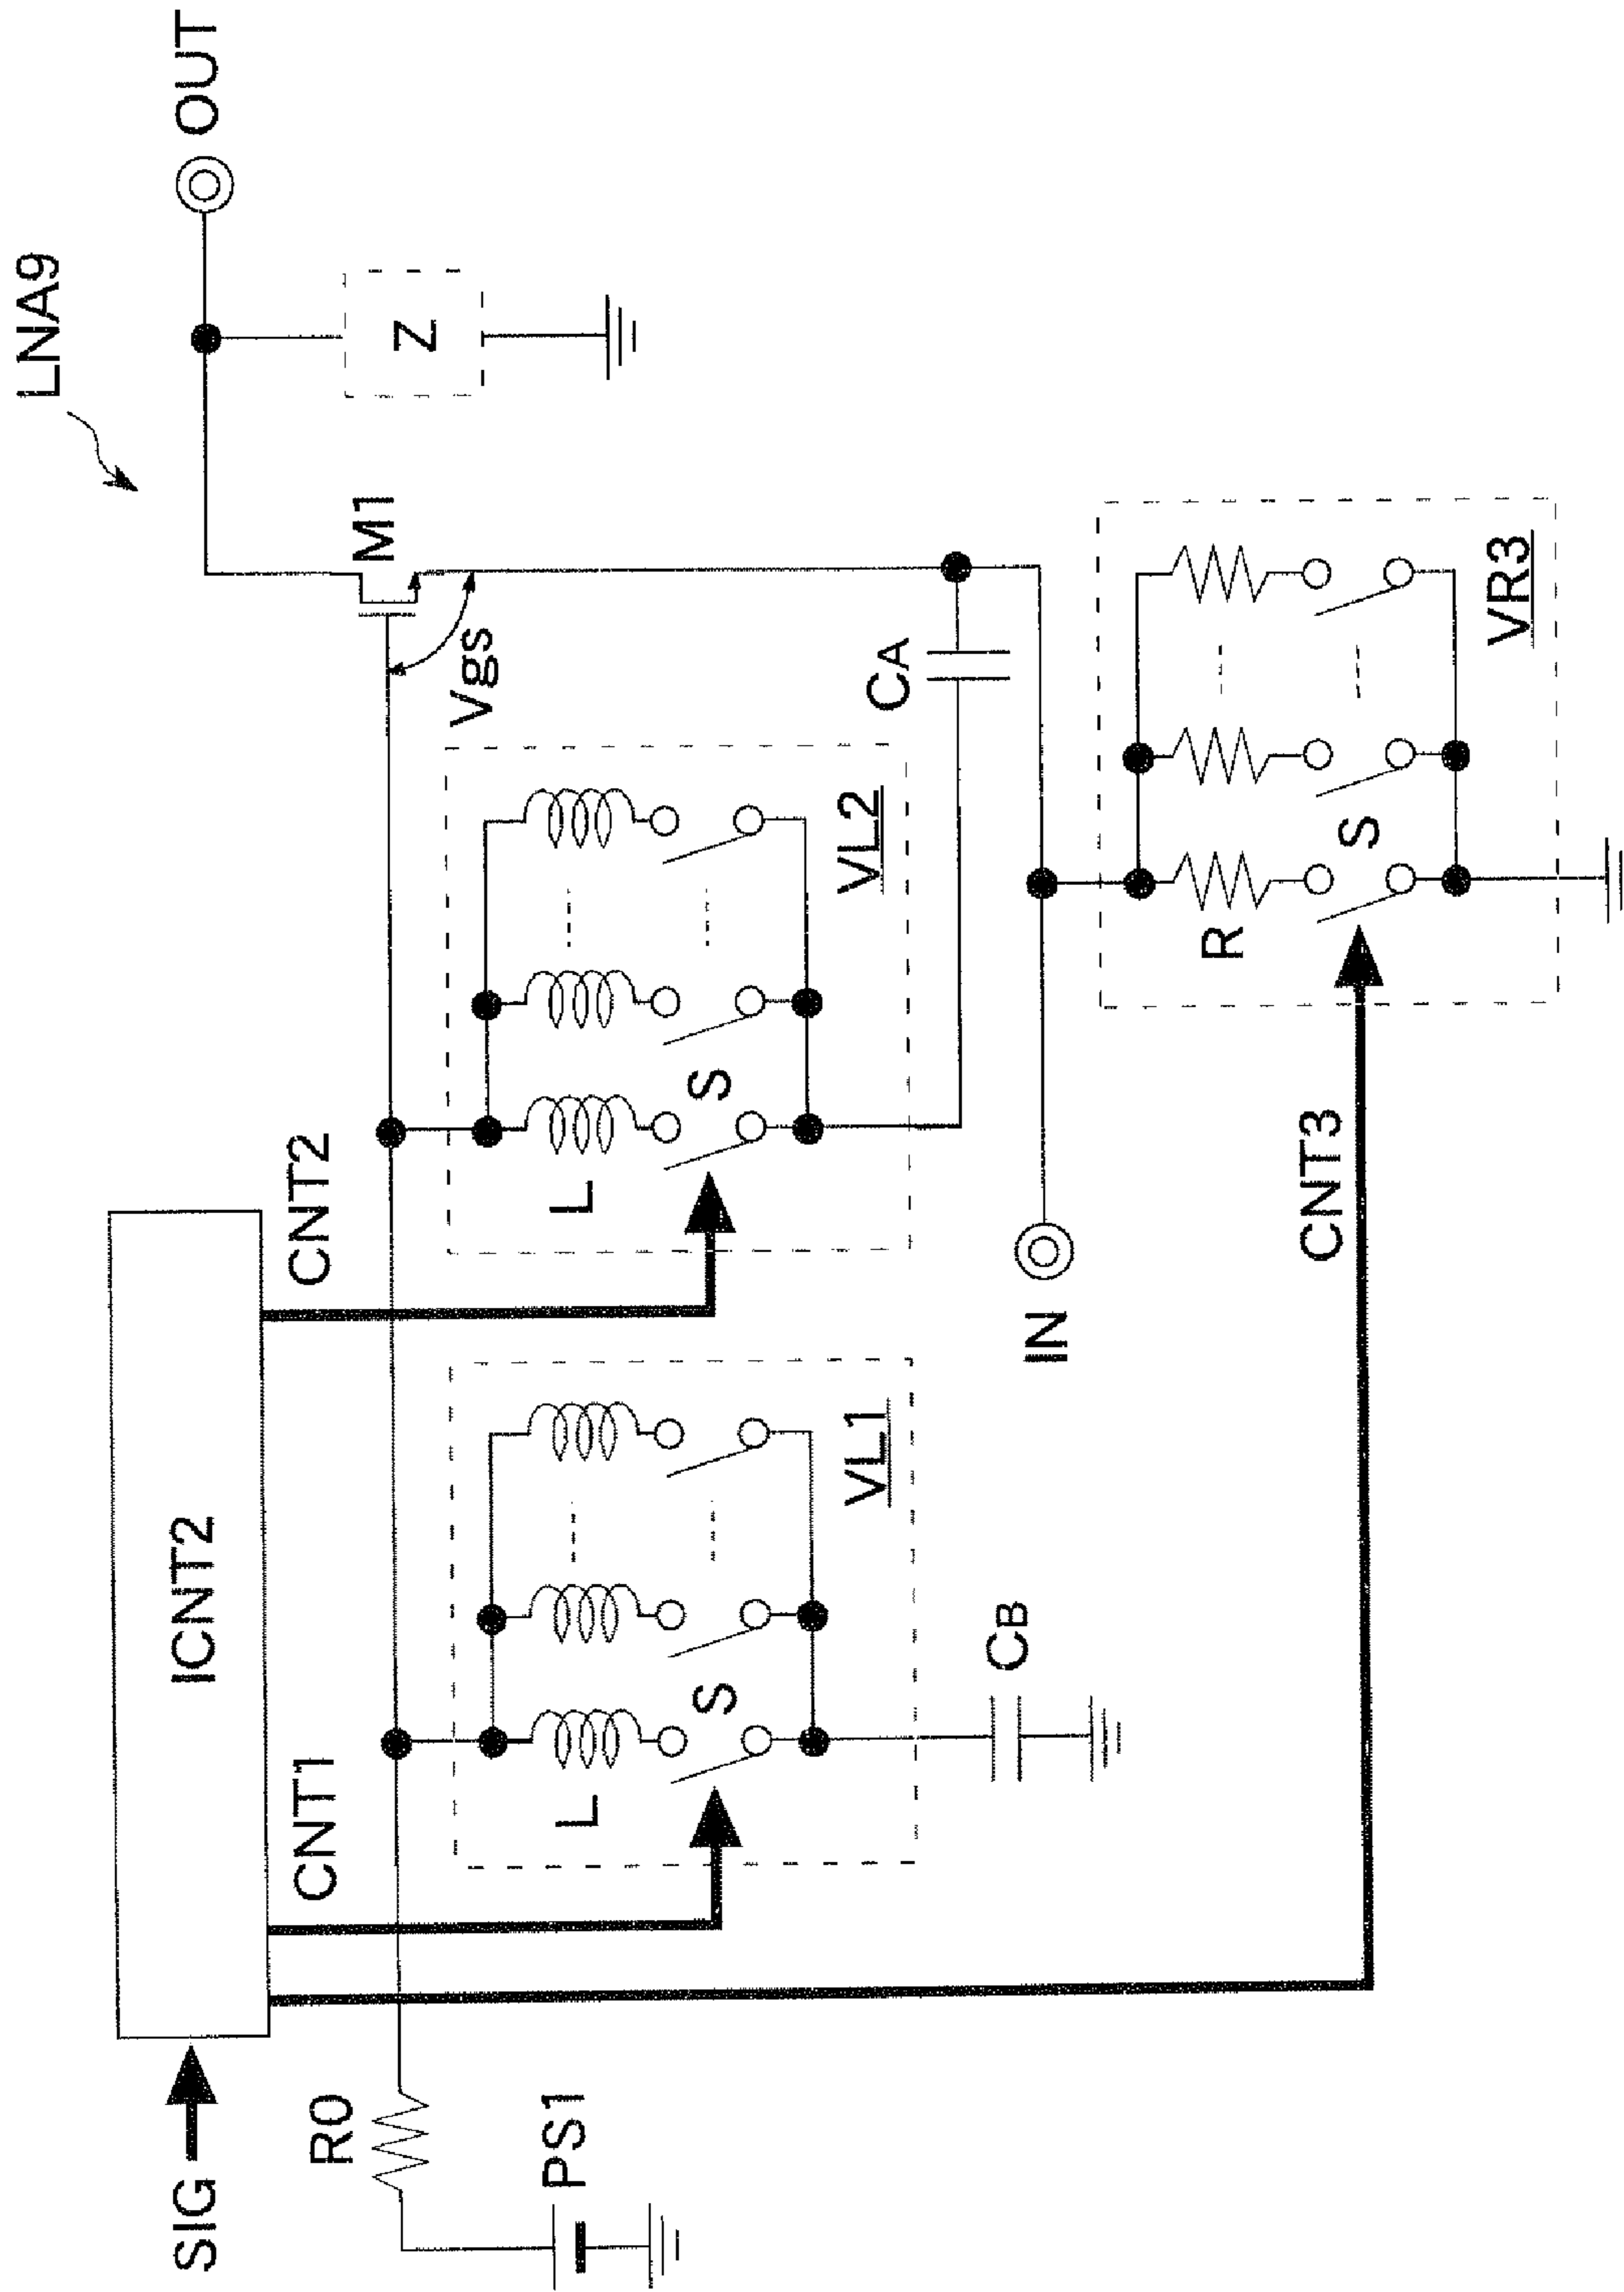 LNA9
OUT
Z
M1
Vgs
SIG
ICNT2
CNT1
CNT2
R0
PS1
L
S
VL1
CB
L
S
VL2
CA
IN
CNT3
R
S
VR3